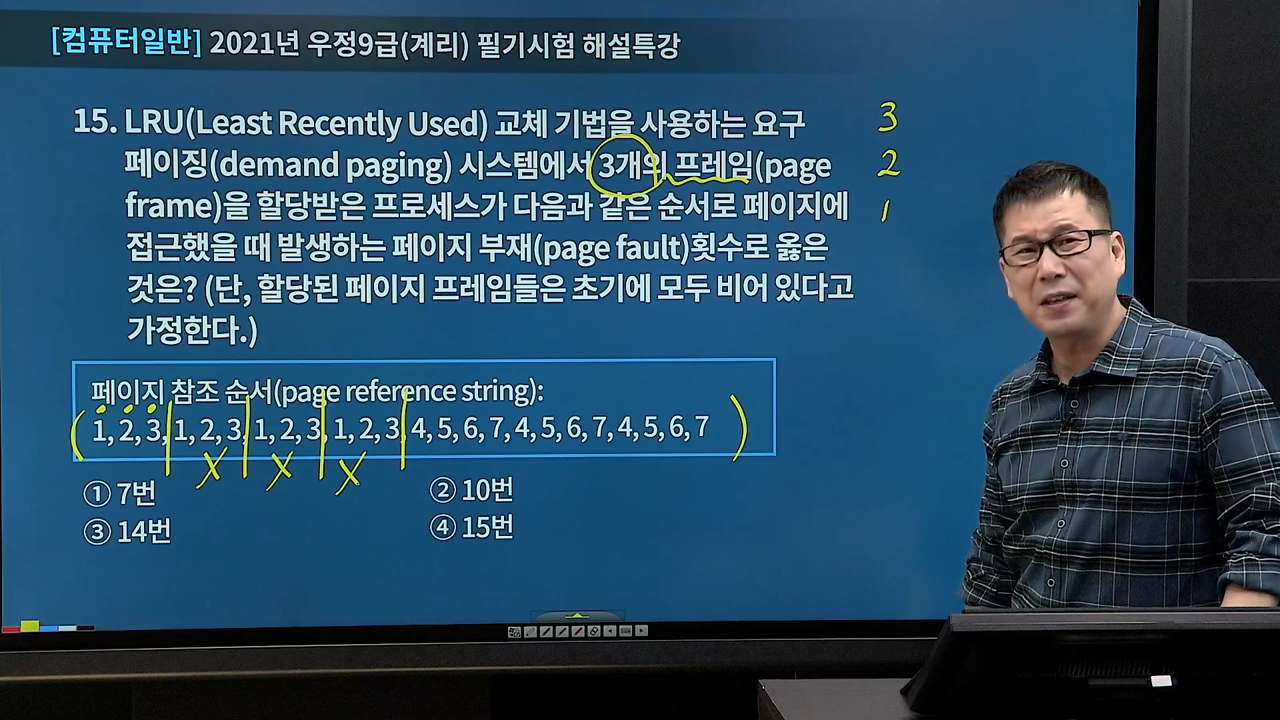 [컴퓨터일반] 2021년 우정9급(계리) 필기시험 해설특강
15. LRU(Least Recently Used) 교체 기법을 사용하는 요구
페이징(demand paging) 시스템에서 3개의 프레임(page
frame)을 할당받은 프로세스가 다음과 같은 순서로 페이지에
접근했을 때 발생하는 페이지 부재(page fault)횟수로 옳은
것은? (단, 할당된 페이지 프레임들은 초기에 모두 비어 있다고
가정한다.)
3
2
1
페이지 참조 순서(page reference string):
( 1, 2, 3, 1, 2, 3, 1, 2, 3, 1, 2, 3, 4, 5, 6, 7, 4, 5, 6, 7, 4, 5, 6, 7 )
X X X
① 7번
② 10번
③ 14번
④ 15번